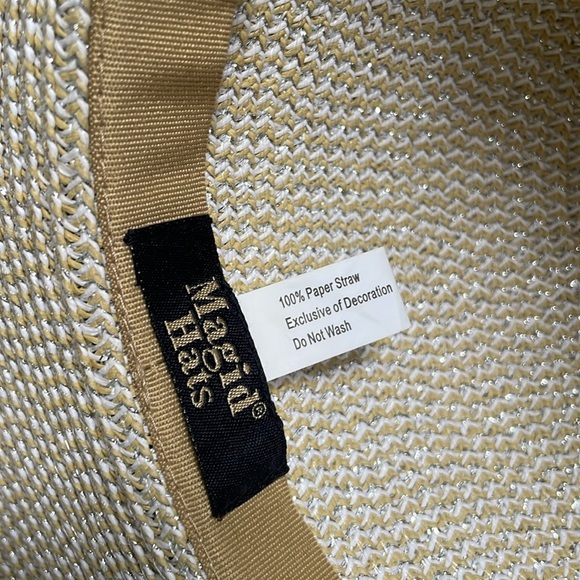 Magid®
Hats
100% Paper Straw
Exclusive of Decoration
Do Not Wash